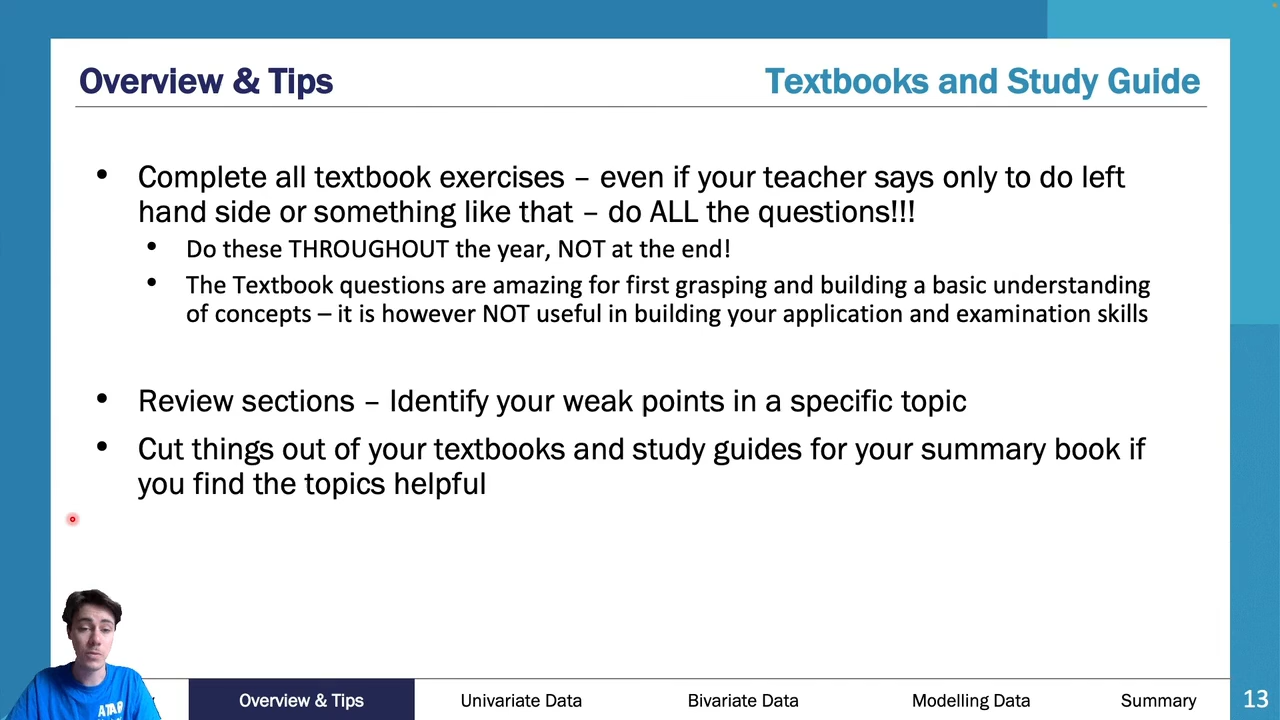 Overview & Tips
Textbooks and Study Guide
• Complete all textbook exercises – even if your teacher says only to do left
hand side or something like that – do ALL the questions!!!
• Do these THROUGHOUT the year, NOT at the end!
• The Textbook questions are amazing for first grasping and building a basic understanding
of concepts – it is however NOT useful in building your application and examination skills
• Review sections – Identify your weak points in a specific topic
• Cut things out of your textbooks and study guides for your summary book if
you find the topics helpful
ATAR
Overview & Tips
Univariate Data
Bivariate Data
Modelling Data
Summary
13